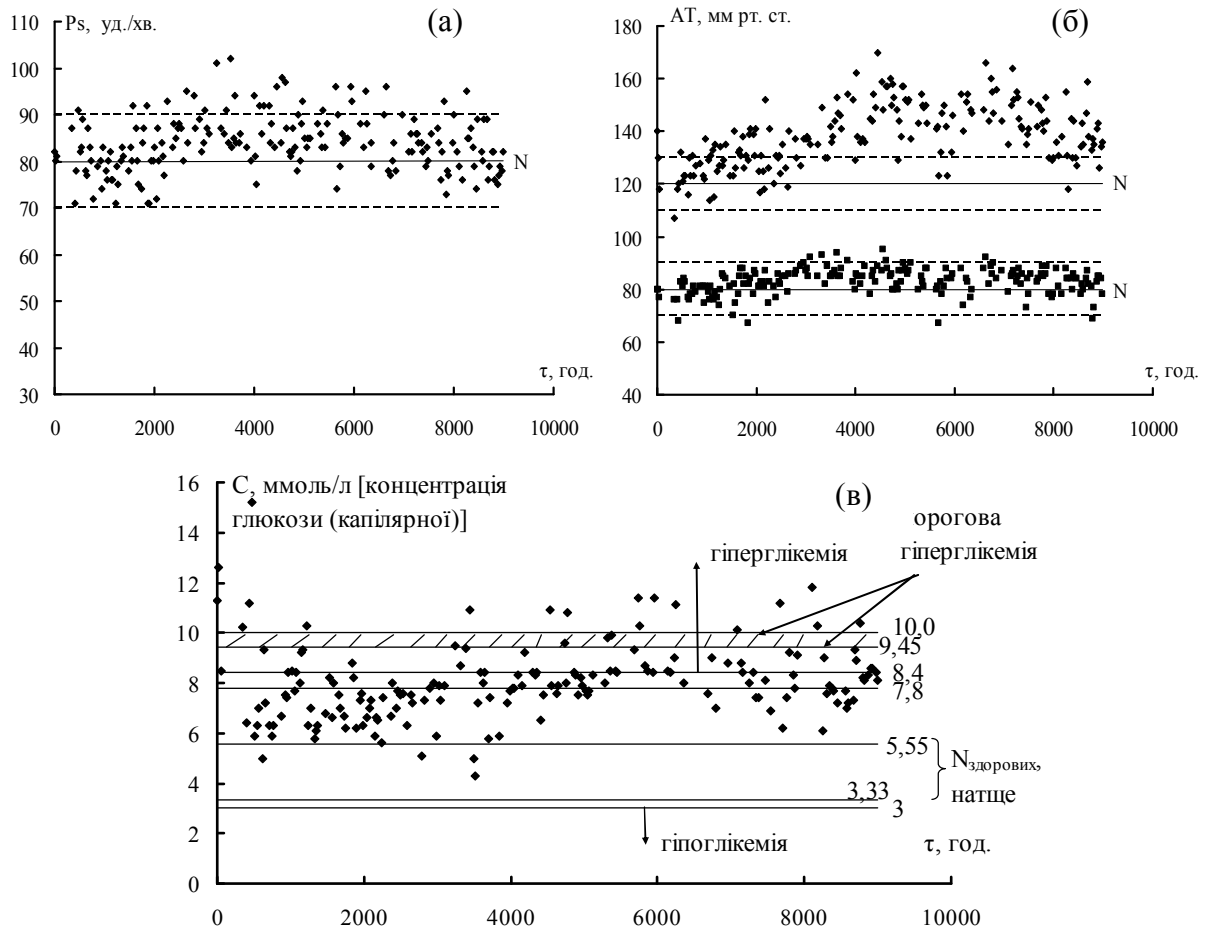 Ps, уд./хв.
(а)
110
100
90
80
70
60
50
40
30
N
τ, год.
0 2000 4000 6000 8000 10000
АТ, мм рт. ст.
(б)
180
160
140
120
100
80
60
40
N
N
τ, год.
0 2000 4000 6000 8000 10000
С, ммоль/л [концентрація
глюкози (капілярної)]
(в)
16
14
12
10
8
6
4
2
0
орогова
гіперглікемія
гіперглікемія
10,0
9,45
8,4
7,8
5,55
3,33
3
Nздорових,
натще
гіпоглікемія
τ, год.
0 2000 4000 6000 8000 10000